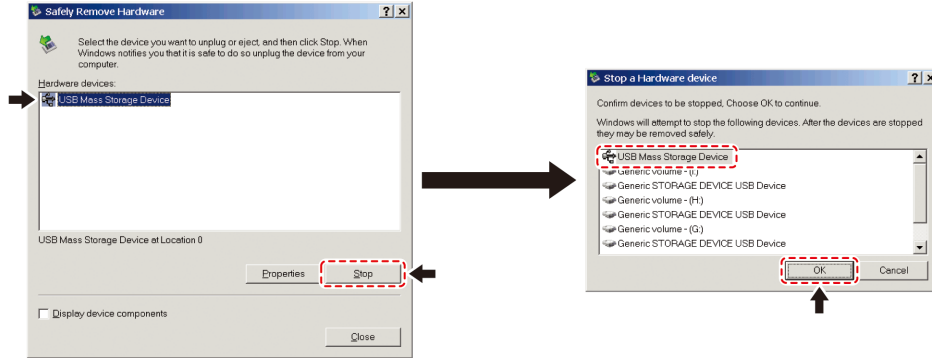 Safely Remove Hardware
Select the device you want to unplug or eject, and then click Stop. When
Windows notifies you that it is safe to do so unplug the device from your
computer.
Hardware devices:
USB Mass Storage Device
USB Mass Storage Device at Location 0
Properties
Stop
Display device components
Close
Stop a Hardware device
Confirm devices to be stopped, Choose OK to continue.
Windows will attempt to stop the following devices. After the devices are stopped
they may be removed safely.
USB Mass Storage Device
Generic volume - (I:)
Generic STORAGE DEVICE USB Device
Generic volume - (H:)
Generic STORAGE DEVICE USB Device
Generic volume - (G:)
Generic STORAGE DEVICE USB Device
OK
Cancel